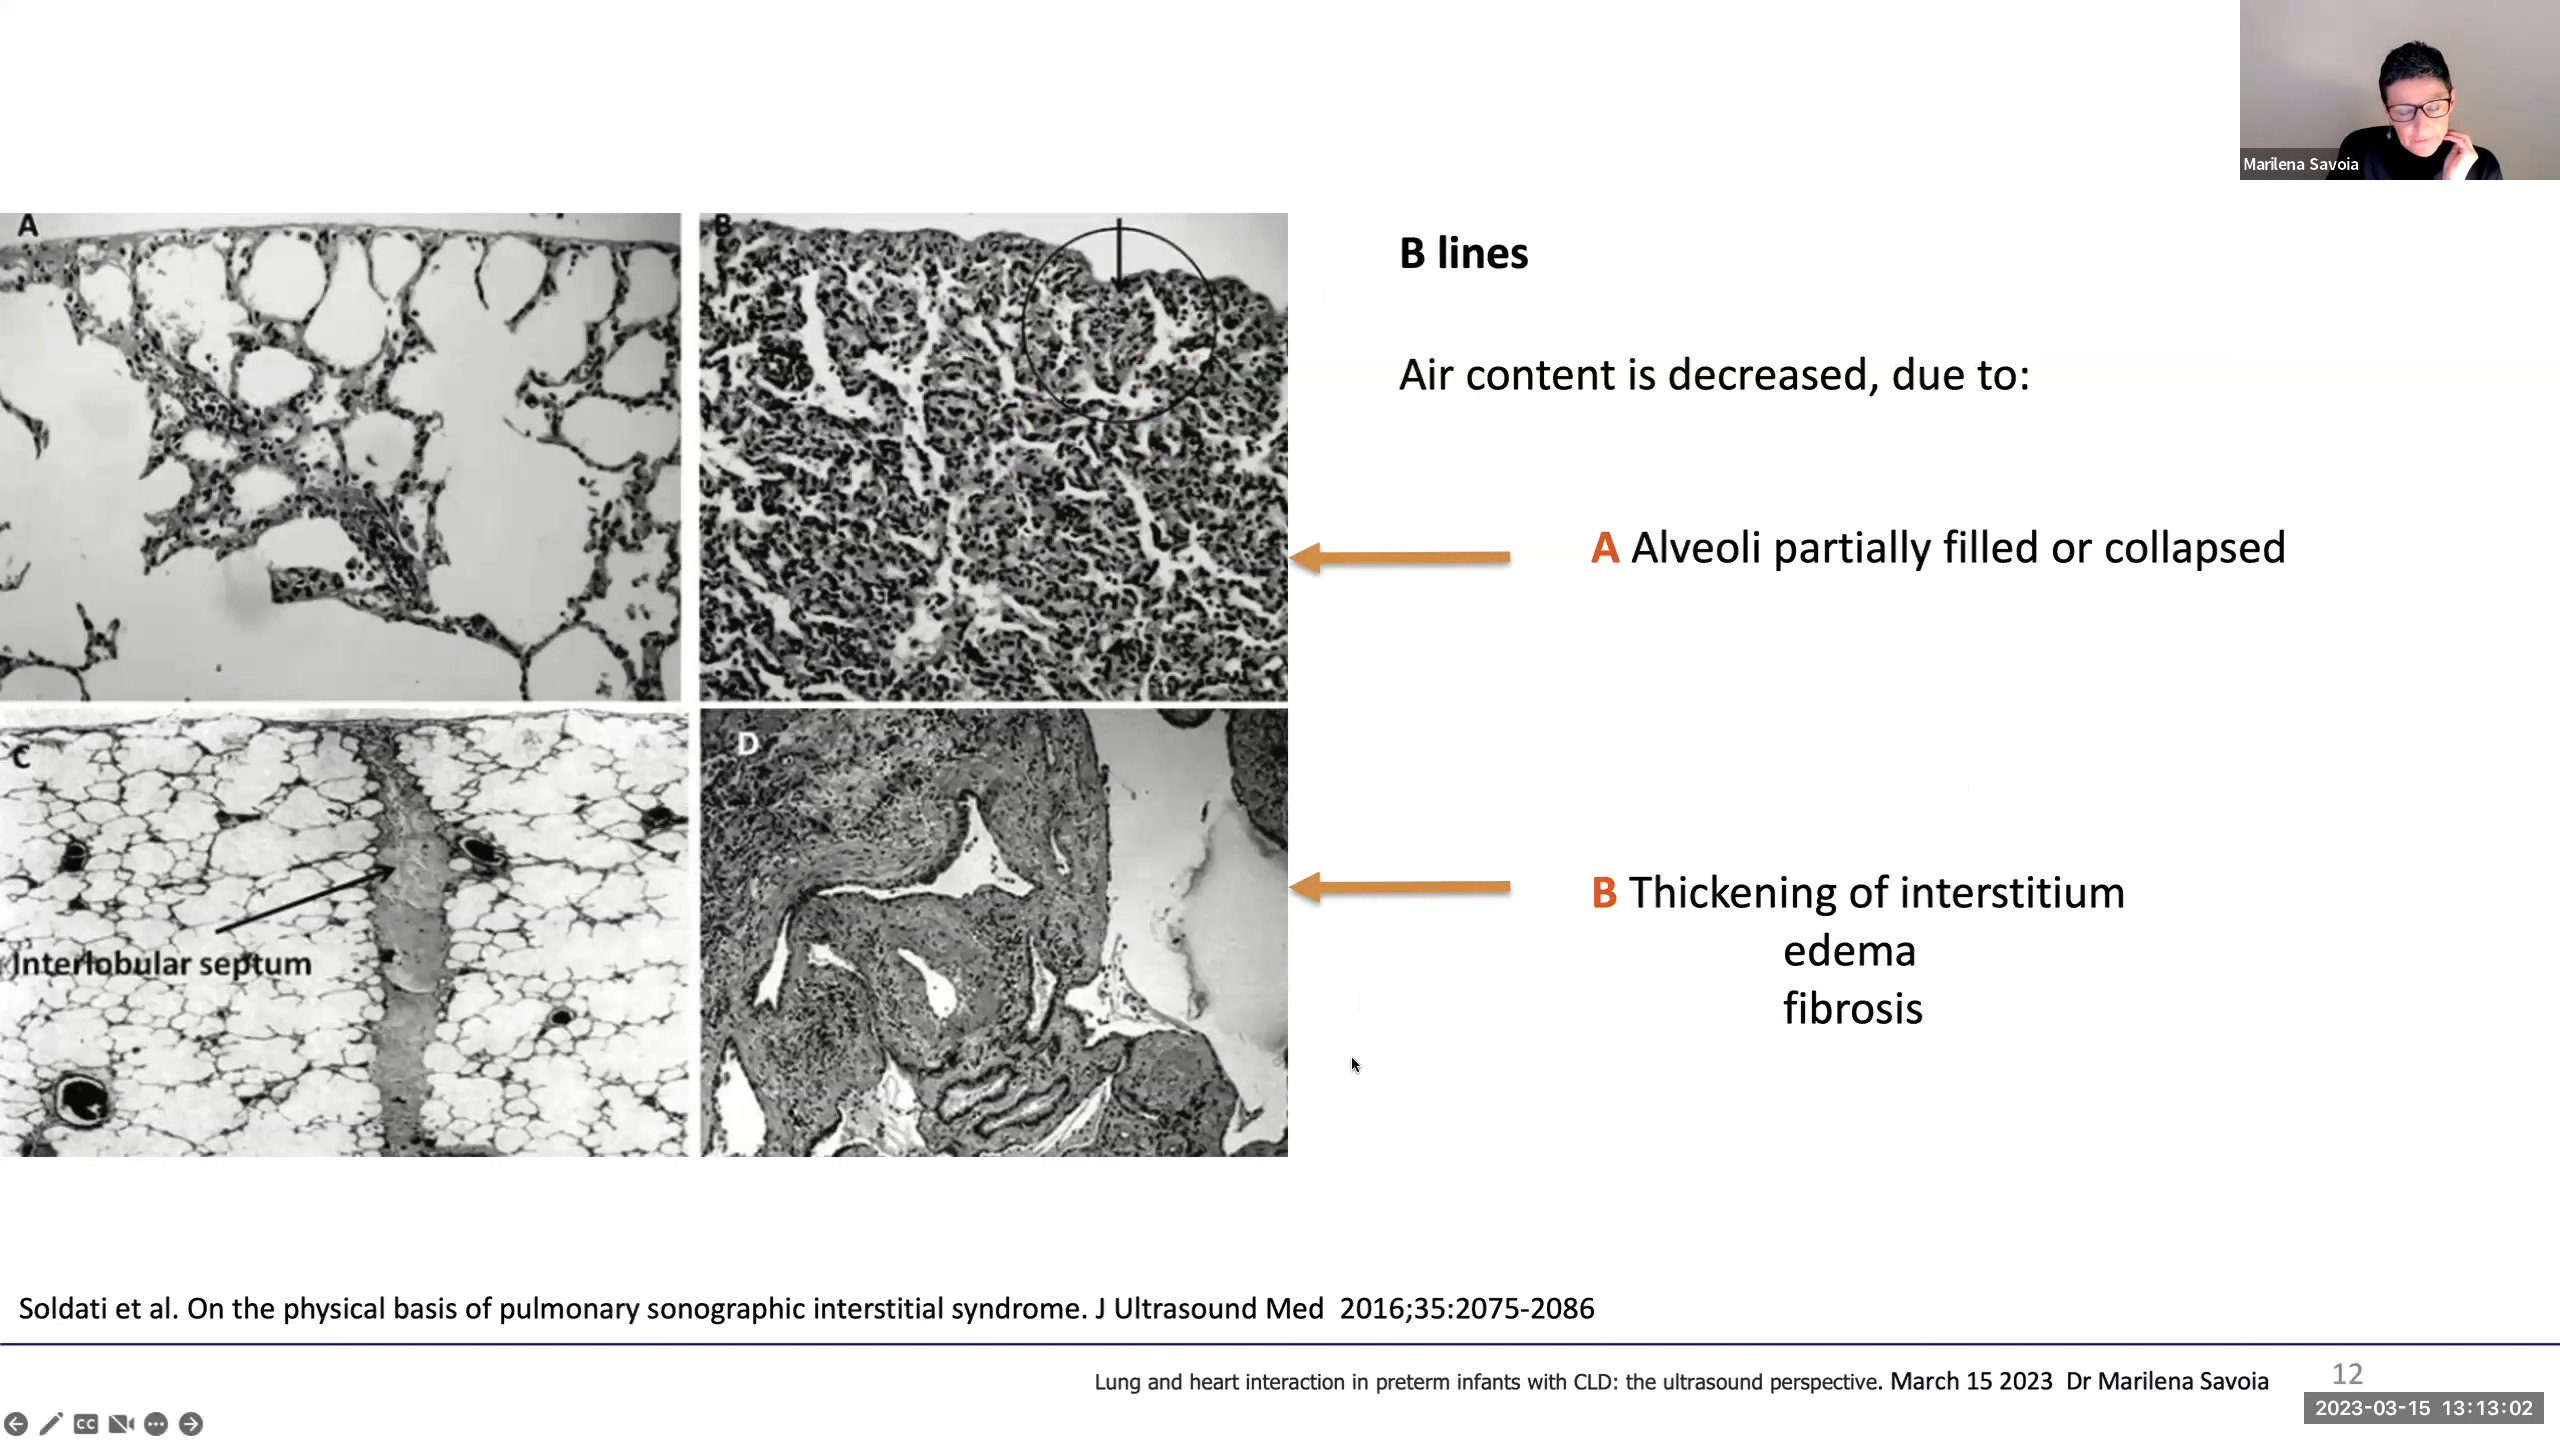 Marilena Savoia
A
B
C
Interlobular septum
D
B lines
Air content is decreased, due to:
A Alveoli partially filled or collapsed
B Thickening of interstitium
edema
fibrosis
Soldati et al. On the physical basis of pulmonary sonographic interstitial syndrome. J Ultrasound Med 2016;35:2075-2086
Lung and heart interaction in preterm infants with CLD: the ultrasound perspective. March 15 2023 Dr Marilena Savoia
12
2023-03-15 13:13:02
CC